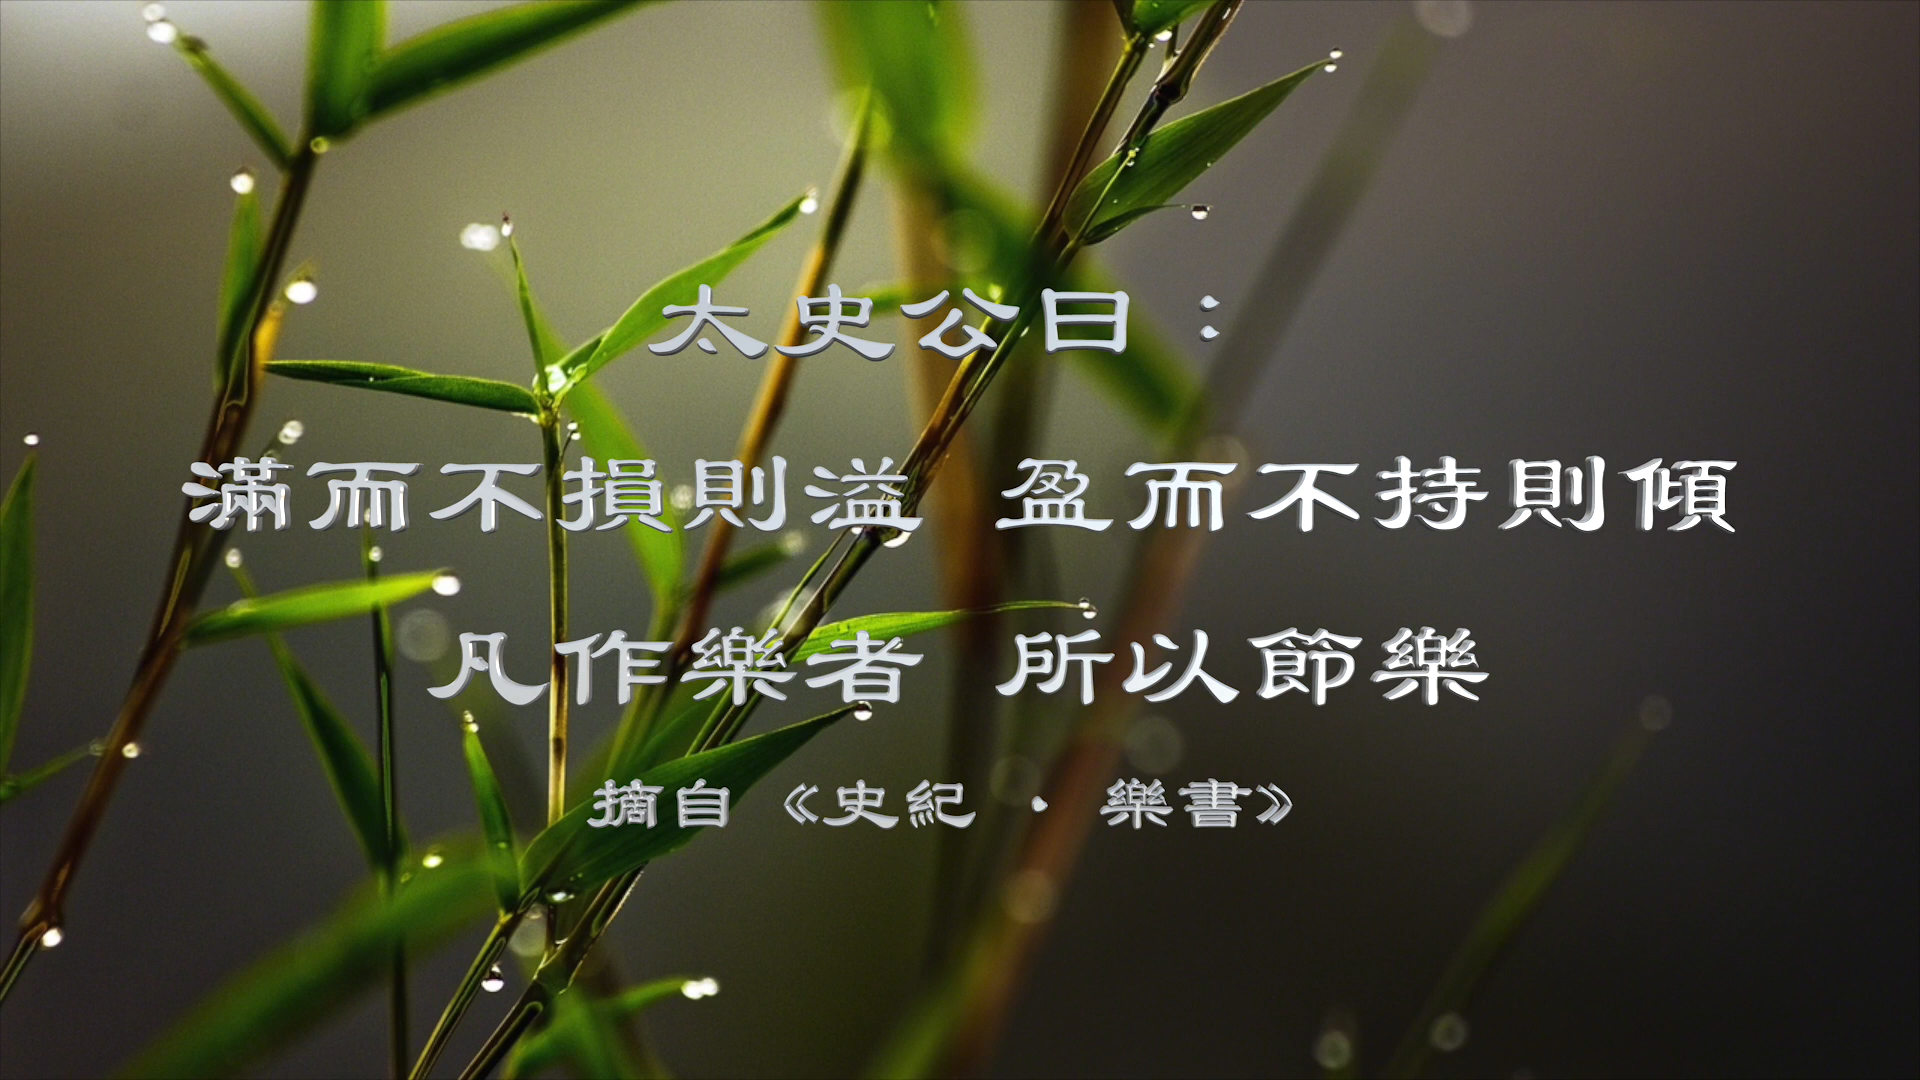 太史公曰：
滿而不損則溢 盈而不持則傾
凡作樂者 所以節樂
摘自《史紀 · 樂書》